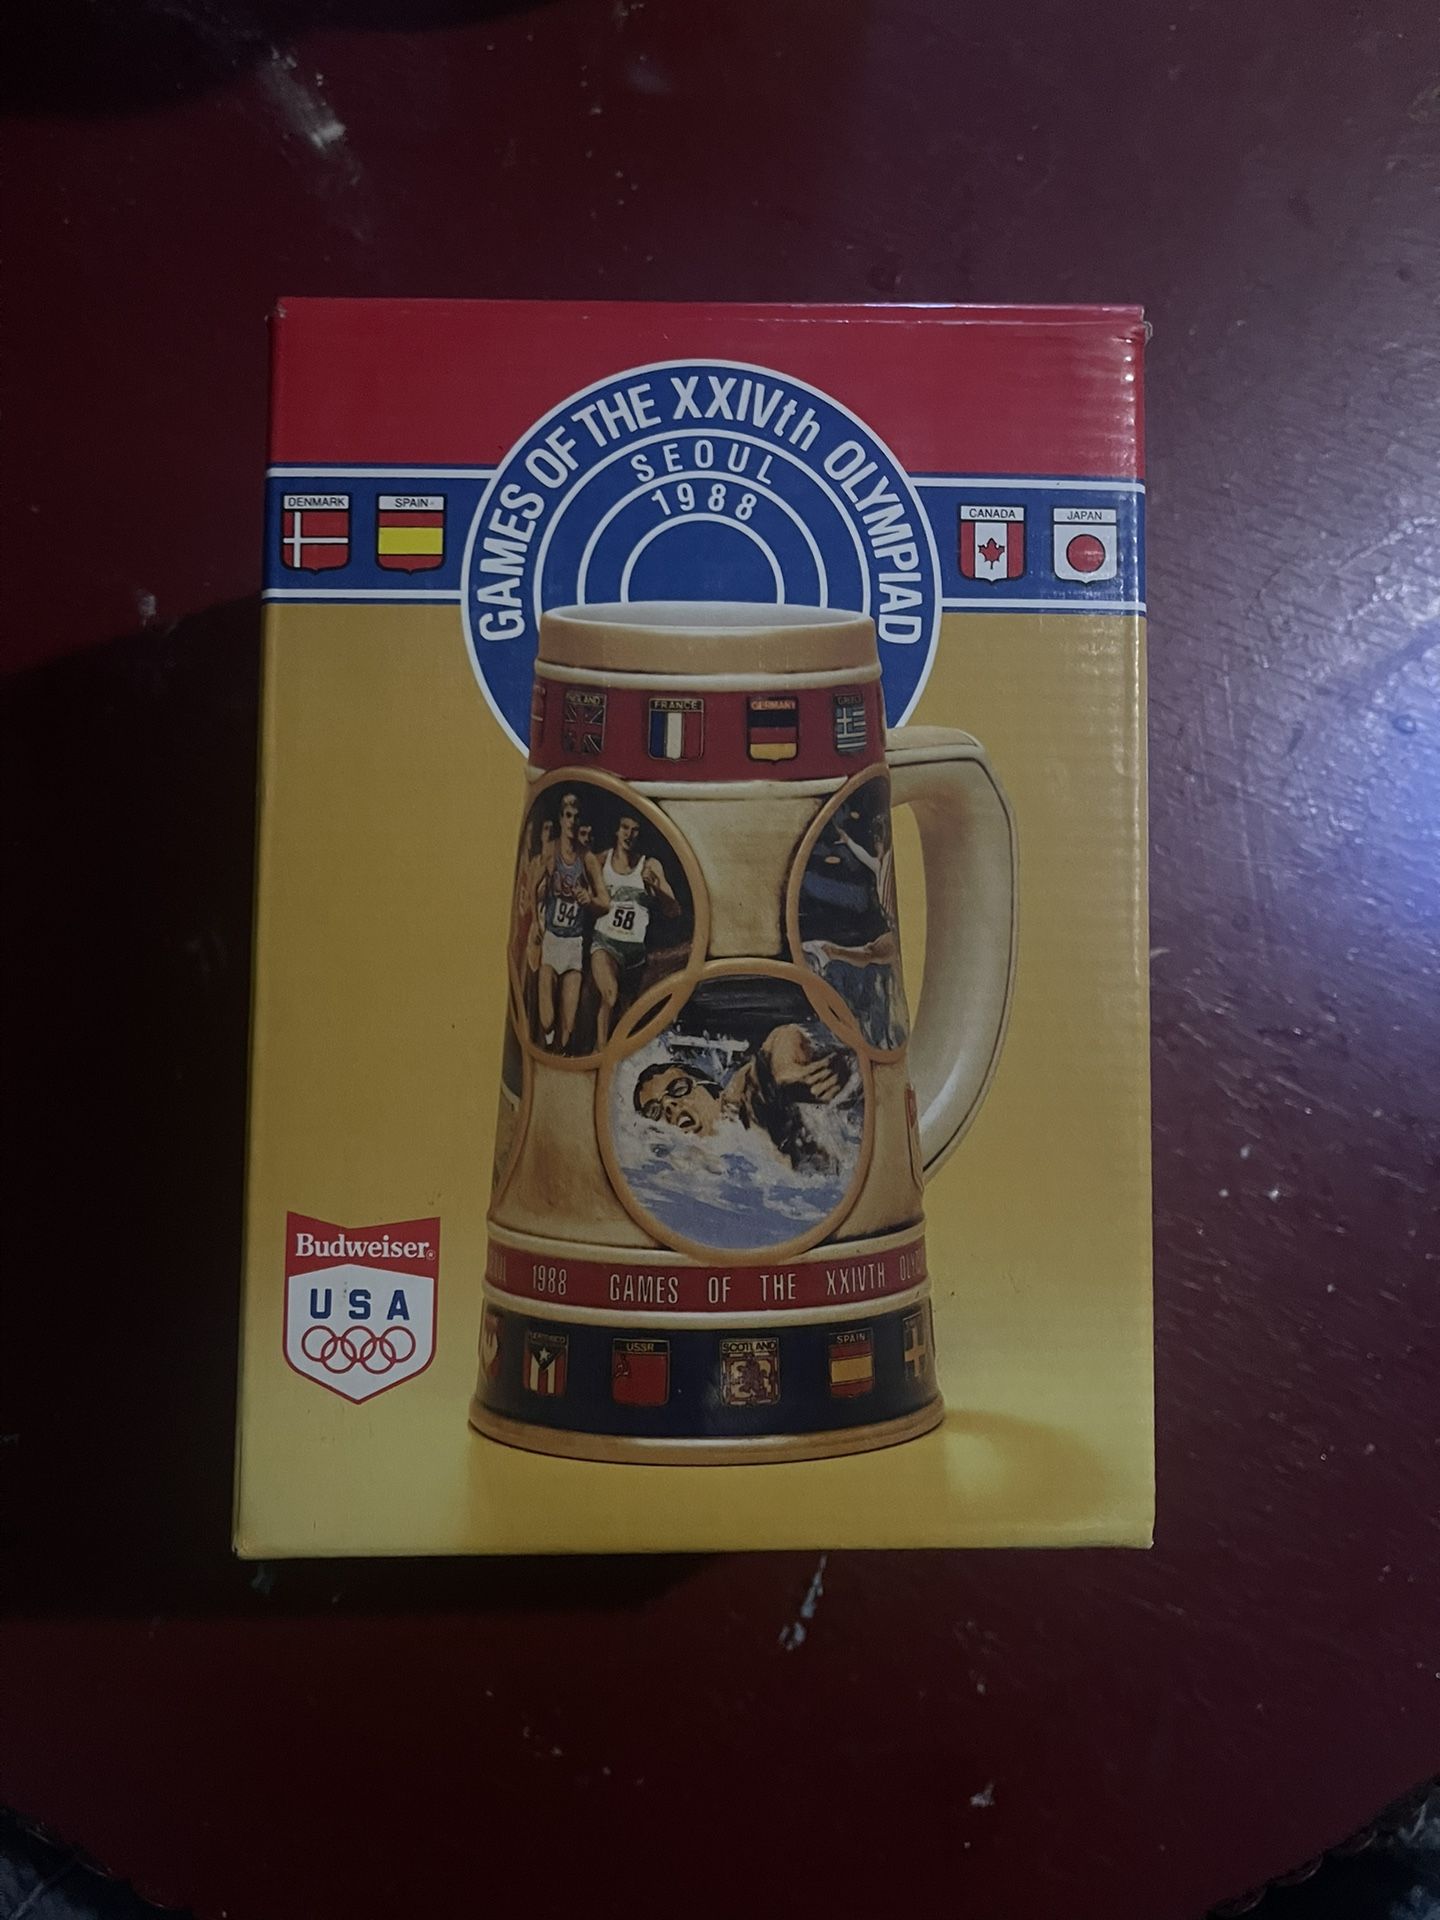 GAMES OF THE XXIVth OLYMPIAD
SEOUL
1988
DENMARK
SPAIN
CANADA
JAPAN
FRANCE
GERMANY
94
58
1988 GAMES OF THE XXIVTH
USSR
SCOTLAND
SPAIN
Budweiser®
USA